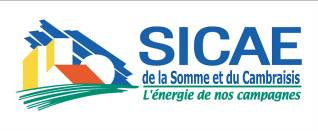 SICAE
de la Somme et du Cambraisis
L'énergie de nos campagnes